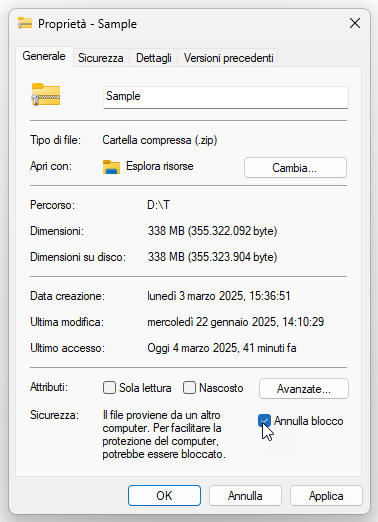 Proprietà - Sample
Generale Sicurezza Dettagli Versioni precedenti
Sample
Tipo di file: Cartella compressa (.zip)
Apri con: Esplora risorse Cambia...
Percorso: D:\T
Dimensioni: 338 MB (355.322.092 byte)
Dimensioni su disco: 338 MB (355.323.904 byte)
Data creazione: lunedì 3 marzo 2025, 15:36:51
Ultima modifica: mercoledì 22 gennaio 2025, 14:10:29
Ultimo accesso: Oggi 4 marzo 2025, 41 minuti fa
Attributi: Sola lettura Nascosto Avanzate...
Sicurezza: Il file proviene da un altro Annulla blocco
computer. Per facilitare la
protezione del computer,
potrebbe essere bloccato.
OK Annulla Applica